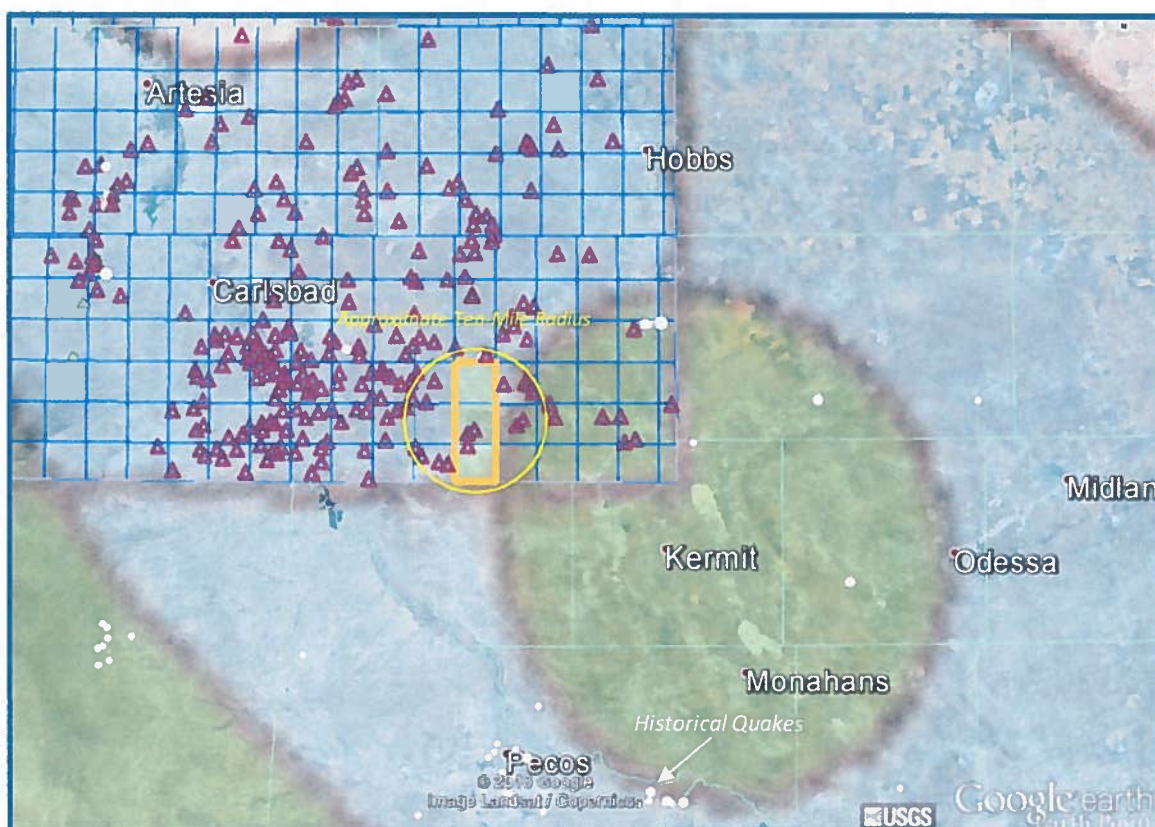 Artesia
Hobbs
Carlsbad
Approximate Ten-Mile Radius
Midlan
Kermit
Odessa
Monahans
Historical Quakes
Pecos
Google
Image Landsat / Copernicus
USGS
Google earth